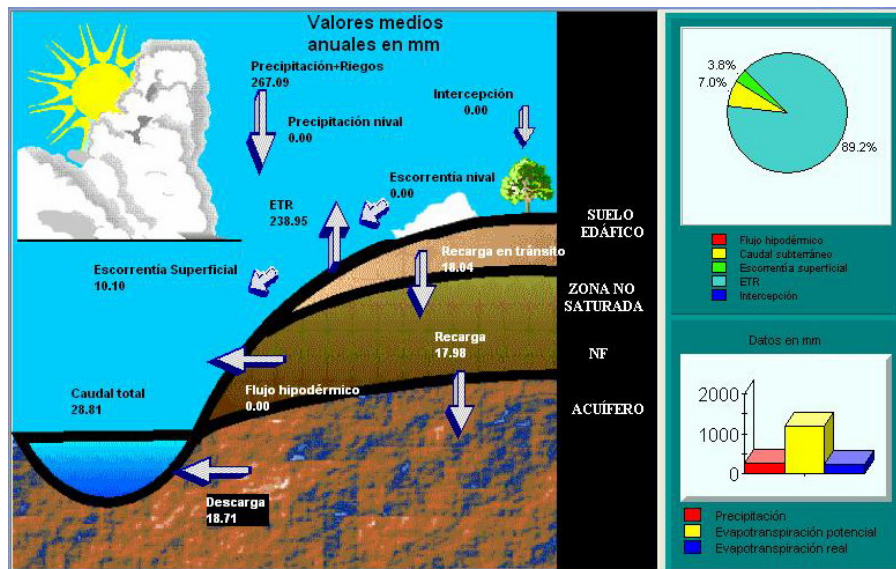 Valores medios
anuales en mm
Precipitación+Riegos
267.09
Intercepción
0.00
Precipitación nival
0.00
Escorrentía nival
0.00
ETR
238.95
SUELO
EDÁFICO
Recarga en trânsito
18.04
Escorrentía Superficial
10.10
ZONA NO
SATURADA
Recarga
17.98
NF
Caudal total
28.81
Flujo hipodérmico
0.00
ACUÍFERO
Descarga
18.71
3.8%
7.0%
89.2%
Flujo hipodérmico
Caudal subterráneo
Escorrentía superficial
ETR
Intercepción
Datos en mm
2000
1000
0
Precipitación
Evapotranspiración potencial
Evapotranspiración real